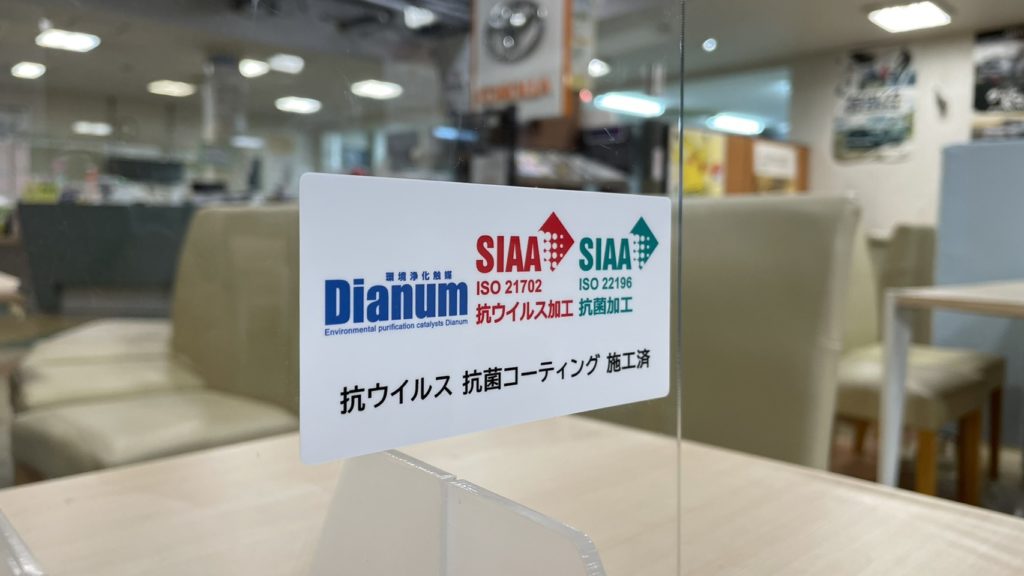 環境浄化触媒
Dianum
Environmental purification catalysts Dianum
SIAA
ISO 21702
抗ウイルス加工
SIAA
ISO 22196
抗菌加工
抗ウイルス 抗菌コーティング 施工済